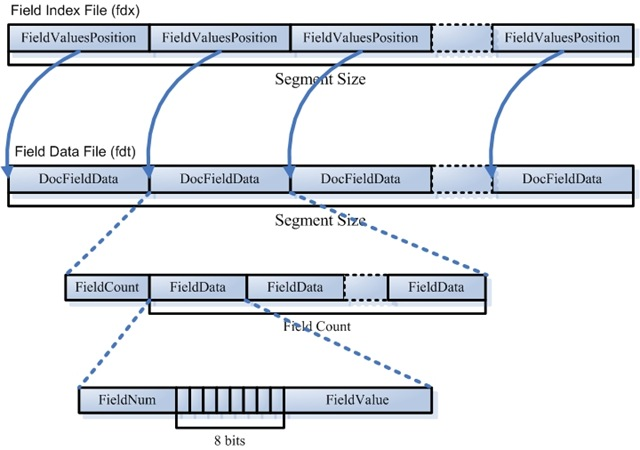 Field Index File (fdx)
FieldValuesPosition FieldValuesPosition FieldValuesPosition FieldValuesPosition
Segment Size
Field Data File (fdt)
DocFieldData DocFieldData DocFieldData DocFieldData
Segment Size
FieldCount FieldData FieldData FieldData
Field Count
FieldNum FieldValue
8 bits